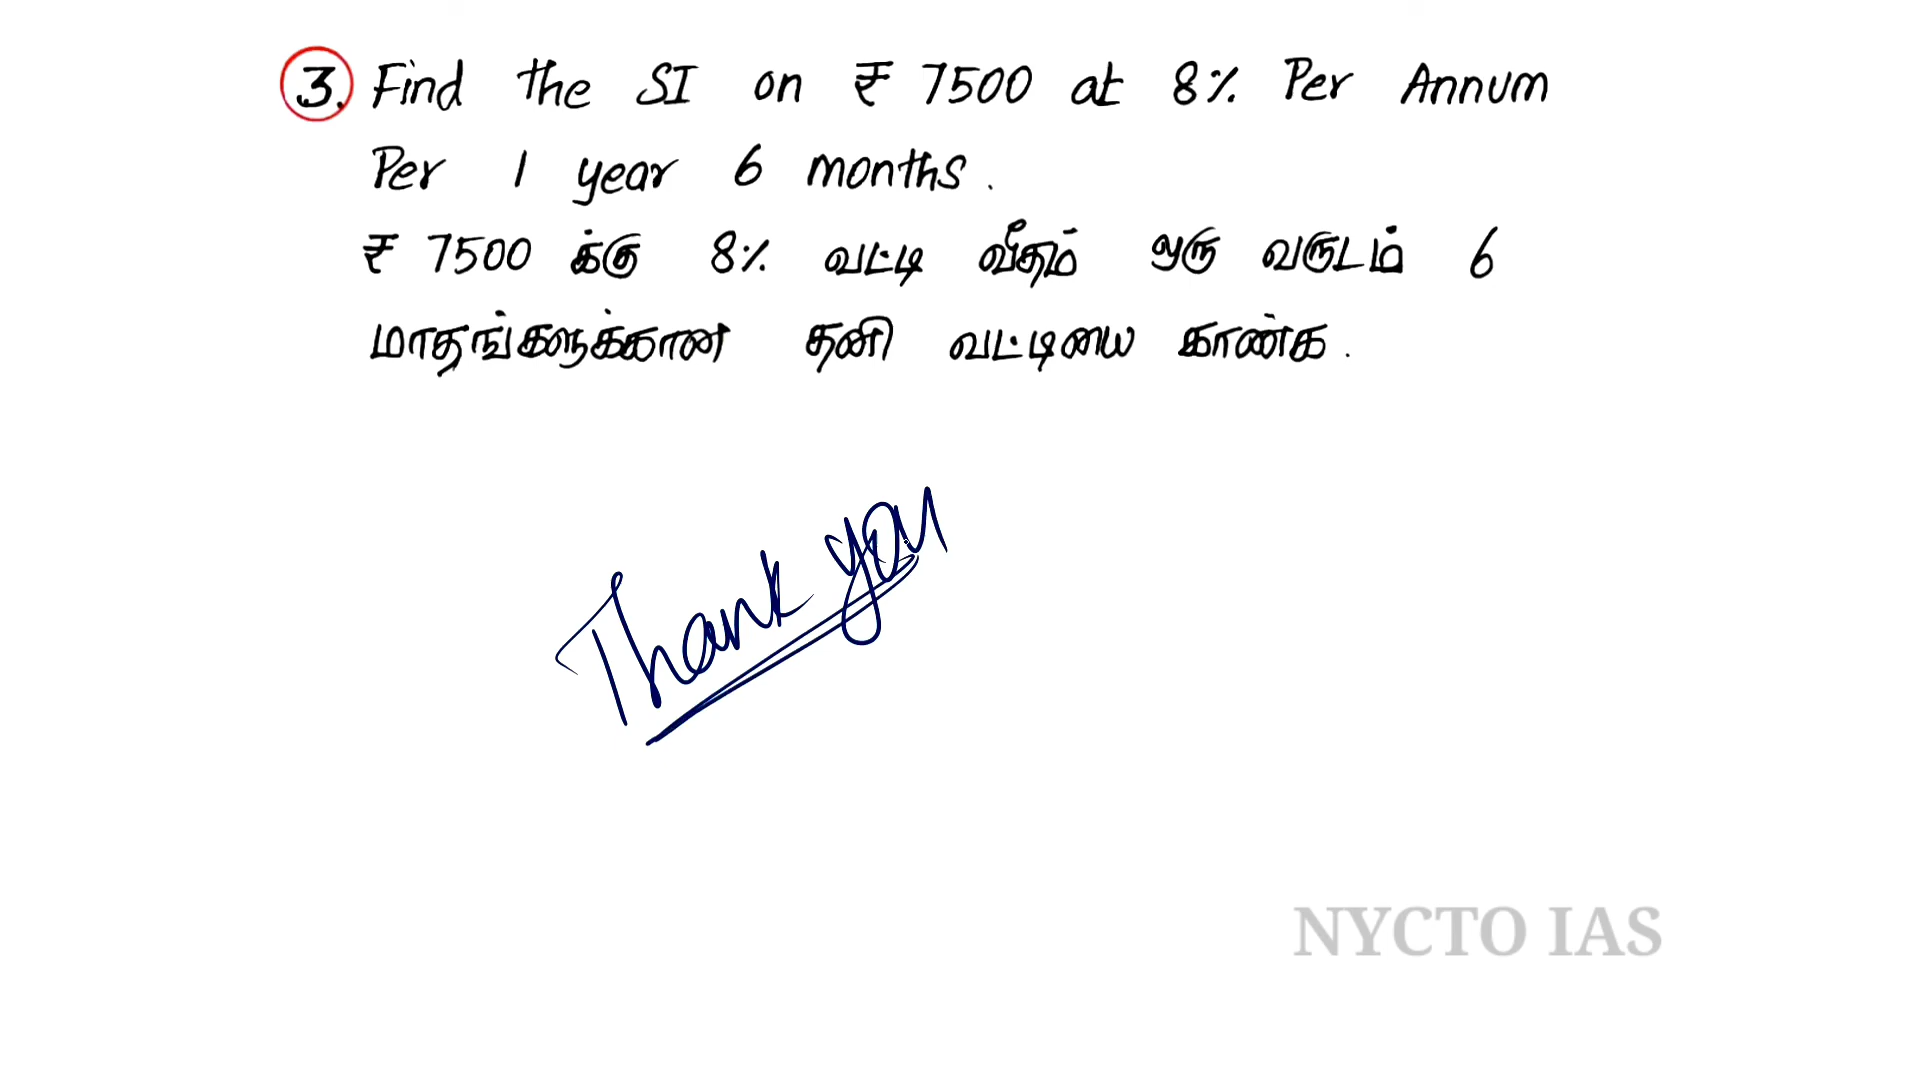 3. Find the SI on ₹ 7500 at 8% Per Annum
Per 1 year 6 months.
₹ 7500 க்கு 8% வட்டி வீதம் ஒரு வருடம் 6
மாதங்களுக்கான தனி வட்டியை காண்க.
Thank you
NYCTO IAS